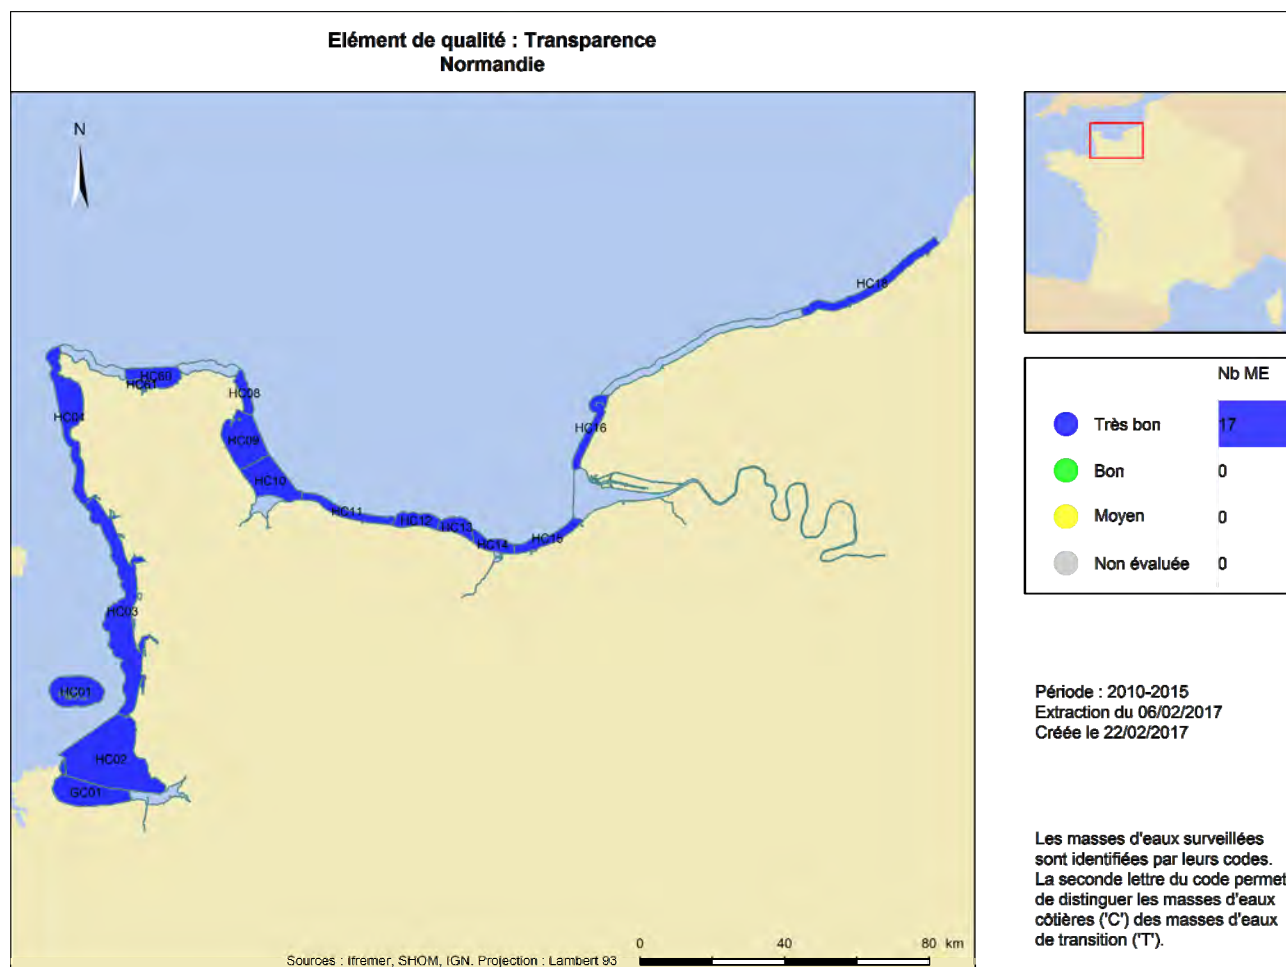 Elément de qualité : Transparence
Normandie
N
HC18
HC60
HC61
HC08
HC04
HC16
HC09
HC10
HC11
HC12
HC13
HC14
HC15
HC03
HC01
HC02
GC01
0 40 80 km
Sources : Ifremer, SHOM, IGN. Projection : Lambert 93
Nb ME
Très bon 17
Bon 0
Moyen 0
Non évaluée 0
Période : 2010-2015
Extraction du 06/02/2017
Créée le 22/02/2017
Les masses d'eaux surveillées
sont identifiées par leurs codes.
La seconde lettre du code permet
de distinguer les masses d'eaux
côtières ('C') des masses d'eaux
de transition ('T').